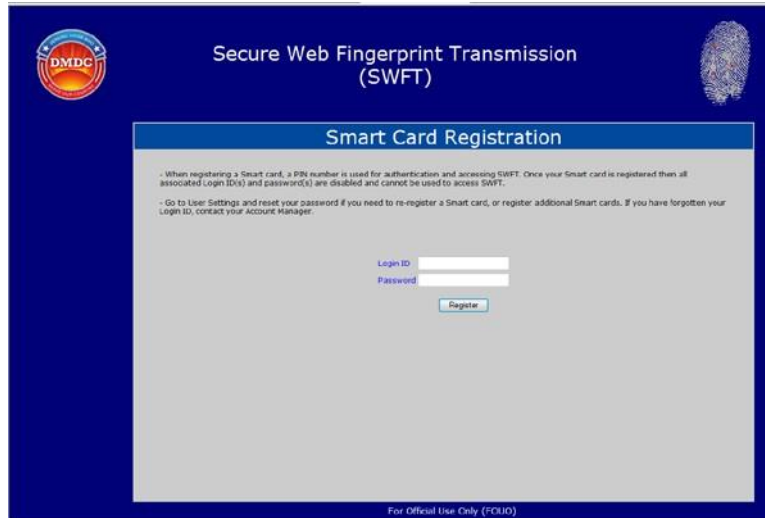 DMDC
Secure Web Fingerprint Transmission
(SWFT)
Smart Card Registration
- When registering a Smart card, a PIN number is used for authentication and accessing SWFT. Once your Smart card is registered then all
associated Login ID(s) and password(s) are disabled and cannot be used to access SWFT.
- Go to User Settings and reset your password if you need to re-register a Smart card, or register additional Smart cards. If you have forgotten your
Login ID, contact your Account Manager.
Login ID
Password
Register
For Official Use Only (FOUO)